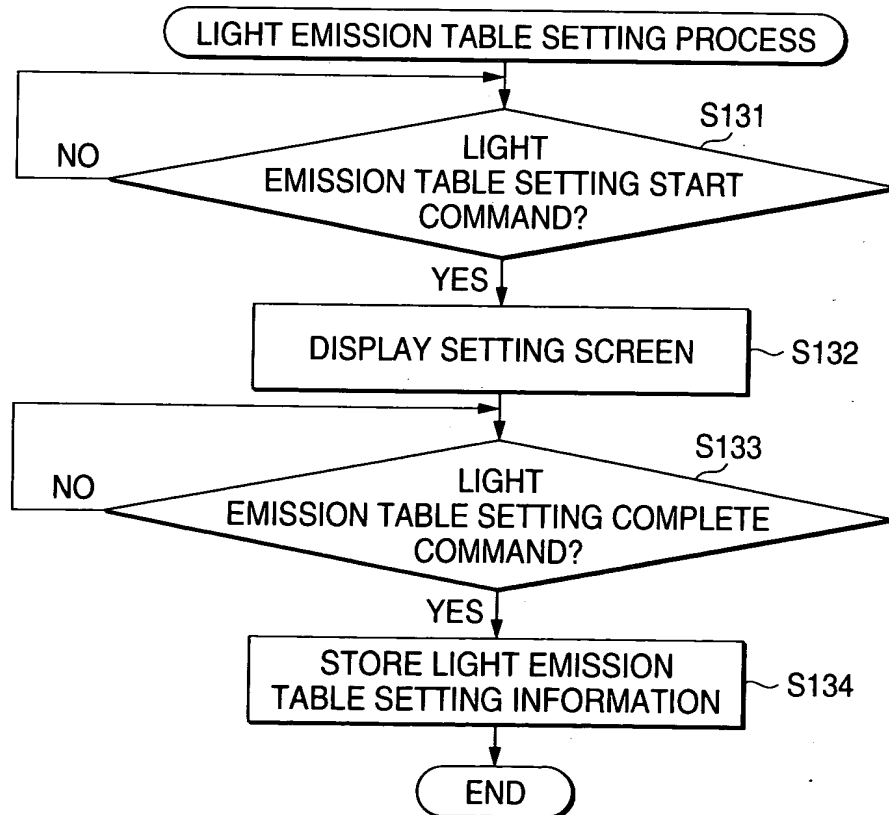 LIGHT EMISSION TABLE SETTING PROCESS
S131
NO
LIGHT
EMISSION TABLE SETTING START
COMMAND?
YES
DISPLAY SETTING SCREEN
S132
S133
NO
LIGHT
EMISSION TABLE SETTING COMPLETE
COMMAND?
YES
STORE LIGHT EMISSION
TABLE SETTING INFORMATION
S134
END